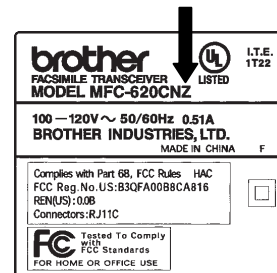 brother
UL
LISTED
I.T.E.
1T22
FACSIMILE TRANSCEIVER
MODEL MFC-620CNZ
100 – 120V ~ 50/60Hz 0.51A
BROTHER INDUSTRIES, LTD.
MADE IN CHINA F
Complies with Part 68, FCC Rules HAC
FCC Reg.No.US:B3QFA00B8CA816
REN(US):0.0B
Connectors:RJ11C
FC Tested To Comply
with
FCC Standards
FOR HOME OR OFFICE USE